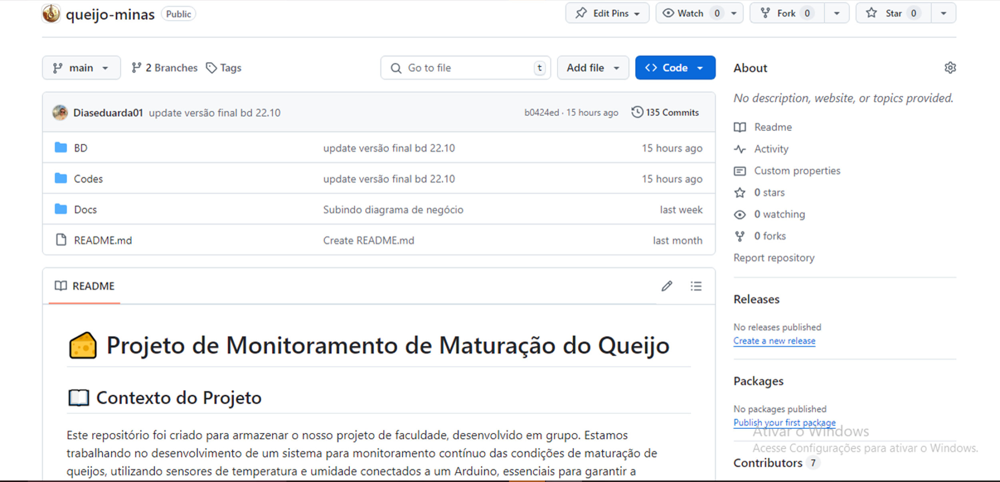 queijo-minas Public Edit Pins Watch 0 Fork 0 Star 0
main 2 Branches Tags Go to file t Add file Code
Diaseduarda01 update versão final bd 22.10 b0424ed · 15 hours ago 135 Commits
BD update versão final bd 22.10 15 hours ago
Codes update versão final bd 22.10 15 hours ago
Docs Subindo diagrama de negócio last week
README.md Create README.md last month
README
Projeto de Monitoramento de Maturação do Queijo
Contexto do Projeto
Este repositório foi criado para armazenar o nosso projeto de faculdade, desenvolvido em grupo. Estamos
trabalhando no desenvolvimento de um sistema para monitoramento contínuo das condições de maturação de
queijos, utilizando sensores de temperatura e umidade conectados a um Arduino, essenciais para garantir a
About
No description, website, or topics provided.
Readme
Activity
Custom properties
0 stars
0 watching
0 forks
Report repository
Releases
No releases published
Create a new release
Packages
No packages published
Publish your first package
Ativar o Windows
Acesse Configurações para ativar o Windows.
Contributors 7